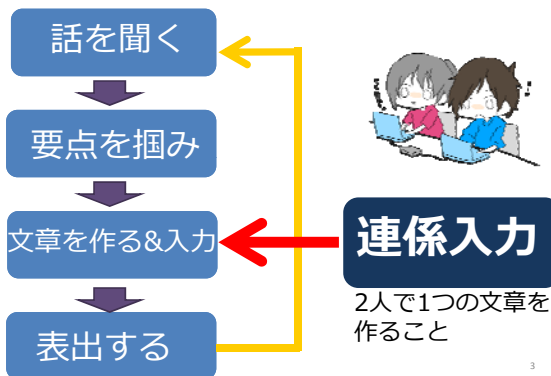 話を聞く
要点を掴み
文章を作る&入力
表出する
連係入力
2人で1つの文章を
作ること
3